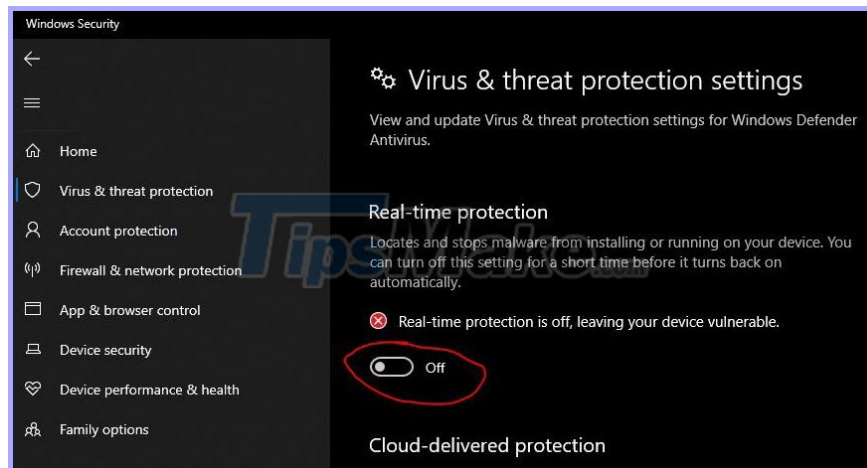 Windows Security
Home
Virus & threat protection
Account protection
Firewall & network protection
App & browser control
Device security
Device performance & health
Family options
Virus & threat protection settings
View and update Virus & threat protection settings for Windows Defender
Antivirus.
Real-time protection
Locates and stops malware from installing or running on your device. You
can turn off this setting for a short time before it turns back on
automatically.
Real-time protection is off, leaving your device vulnerable.
Off
Cloud-delivered protection
TipsMake.com